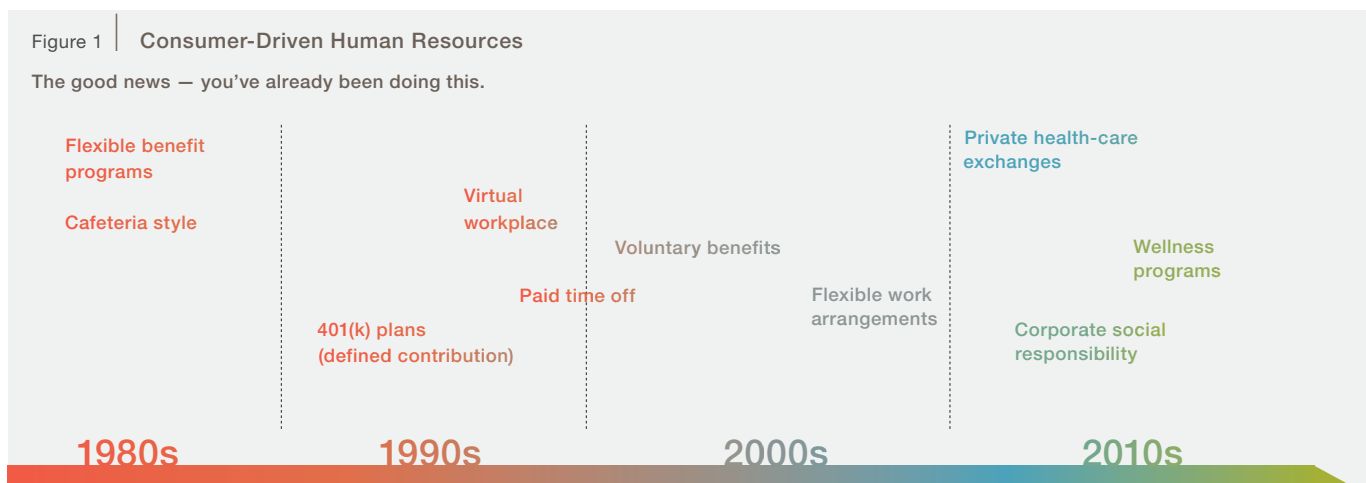 Figure 1 Consumer-Driven Human Resources
The good news — you’ve already been doing this.
Flexible benefit
programs
Cafeteria style
Virtual
workplace
Paid time off
401(k) plans
(defined contribution)
Voluntary benefits
Flexible work
arrangements
Private health-care
exchanges
Wellness
programs
Corporate social
responsibility
1980s
1990s
2000s
2010s